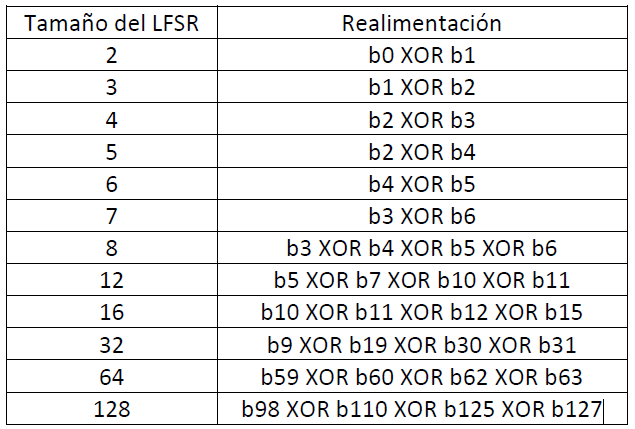 Tamaño del LFSR Realimentación
2 b0 XOR b1
3 b1 XOR b2
4 b2 XOR b3
5 b2 XOR b4
6 b4 XOR b5
7 b3 XOR b6
8 b3 XOR b4 XOR b5 XOR b6
12 b5 XOR b7 XOR b10 XOR b11
16 b10 XOR b11 XOR b12 XOR b15
32 b9 XOR b19 XOR b30 XOR b31
64 b59 XOR b60 XOR b62 XOR b63
128 b98 XOR b110 XOR b125 XOR b127